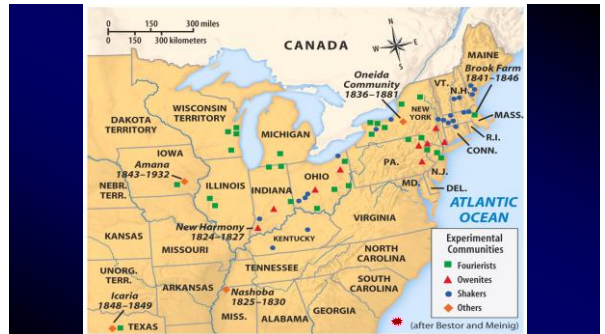 0 150 300 miles
0 150 300 kilometers
N
W E
S
CANADA
MAINE
Brook Farm
1841–1846
VT.
N.H.
Oneida
Community
1836–1881
NEW
YORK
MASS.
R.I.
CONN.
WISCONSIN
TERRITORY
MICHIGAN
DAKOTA
TERRITORY
IOWA
Amana
1843–1932
NEBR.
TERR.
ILLINOIS
INDIANA
OHIO
PA.
N.J.
MD.
DEL.
ATLANTIC
OCEAN
New Harmony
1824–1827
VIRGINIA
KANSAS
MISSOURI
KENTUCKY
NORTH
CAROLINA
TENNESSEE
UNORG.
TERR.
ARKANSAS
Nashoba
1825–1830
SOUTH
CAROLINA
Icaria
1848–1849
TEXAS
MISS.
ALABAMA
GEORGIA
Experimental
Communities
Fourierists
Owenites
Shakers
Others
(after Bestor and Meinig)